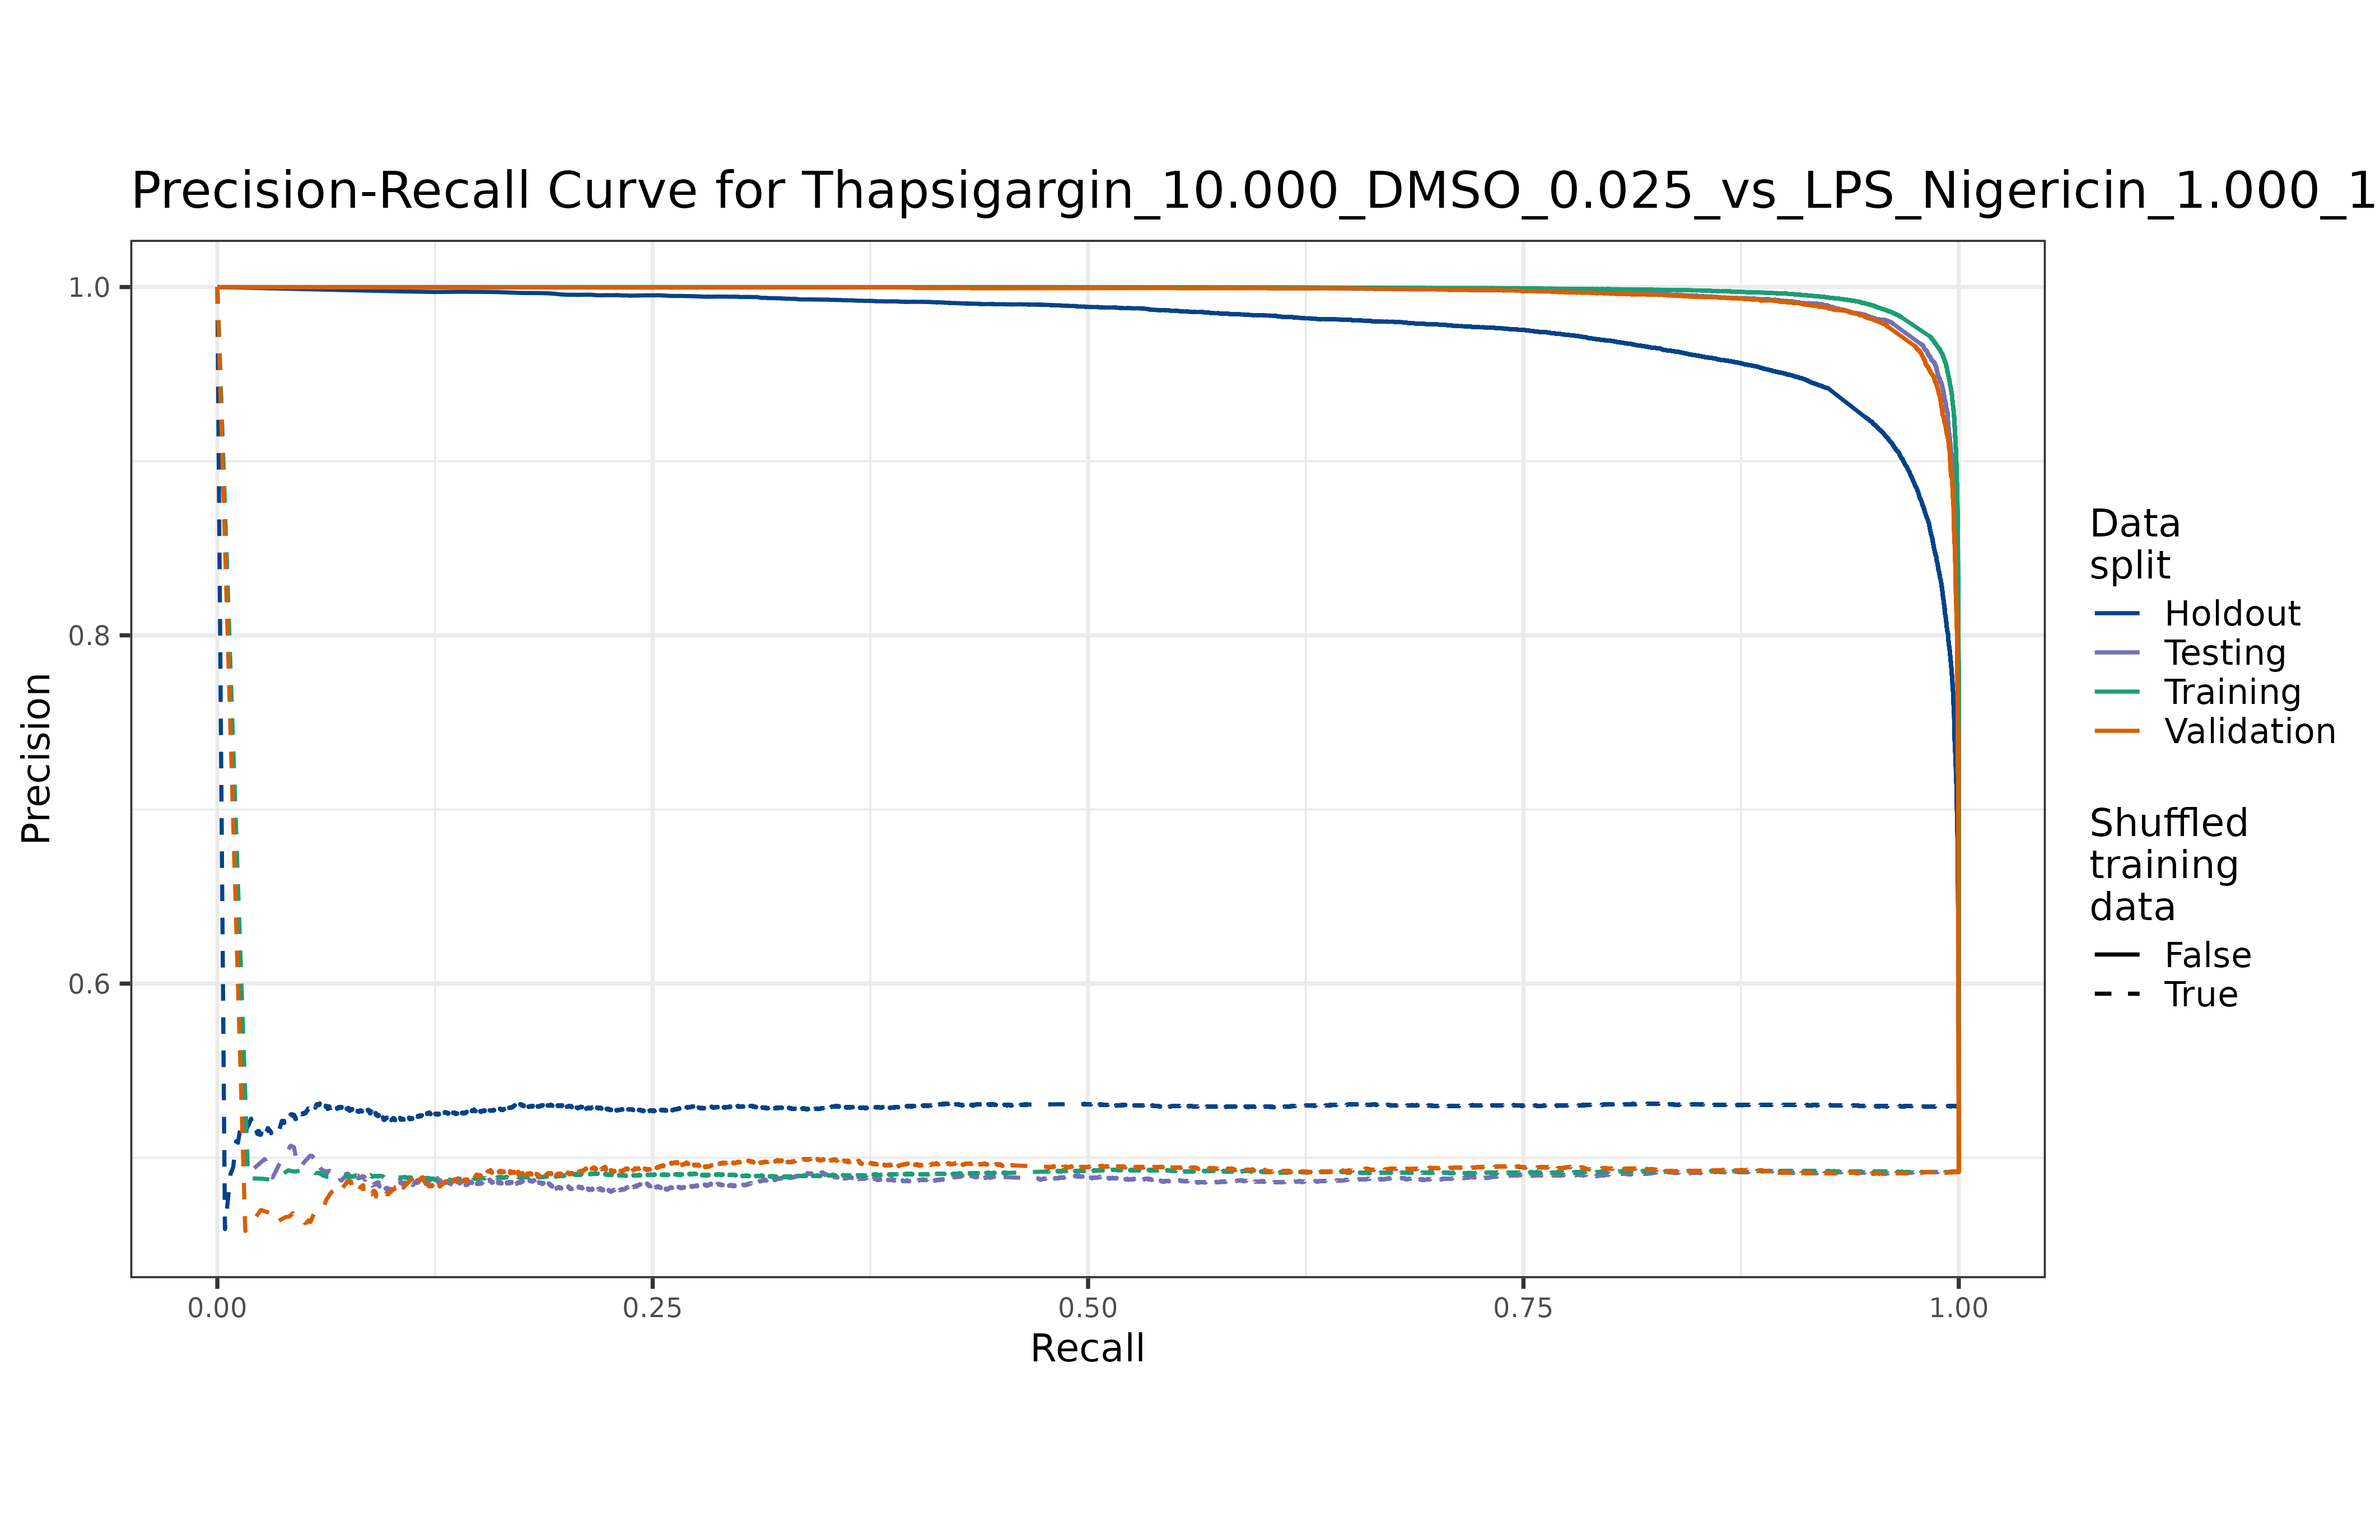 Precision-Recall Curve for Thapsigargin_10.000_DMSO_0.025_vs_LPS_Nigericin_1.000_1
1.0
0.8
0.6
Precision
0.00
0.25
0.50
0.75
1.00
Recall
Data
split
Holdout
Testing
Training
Validation
Shuffled
training
data
False
True